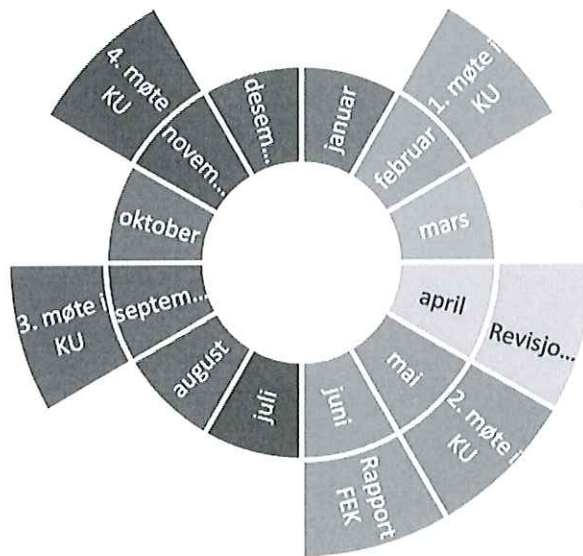 januar
februar
1. møte i
KU
mars
april
Revisjo...
mai
2. møte i
KU
juni
Rapport
FEK
juli
august
septem...
3. møte i
KU
oktober
novem...
4. møte
KU
desem...